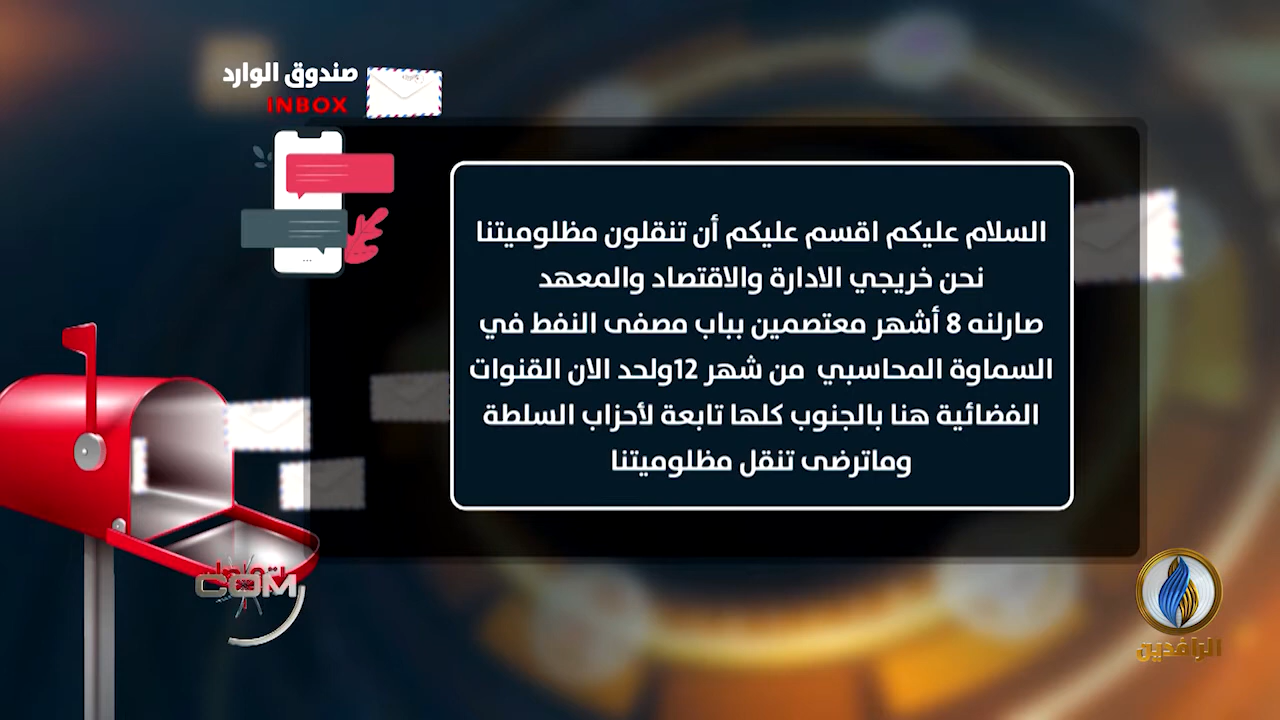 صندوق الوارد
INBOX
السلام عليكم اقسم عليكم أن تنقلون مظلوميتنا
نحن خريجي الادارة والاقتصاد والمعهد
صارلنه 8 أشهر معتصمين بباب مصفى النفط في
السماوة المحاسبي من شهر 12ولحد الان القنوات
الفضائية هنا بالجنوب كلها تابعة لأحزاب السلطة
وماترضى تنقل مظلوميتنا
COM
الرافدين